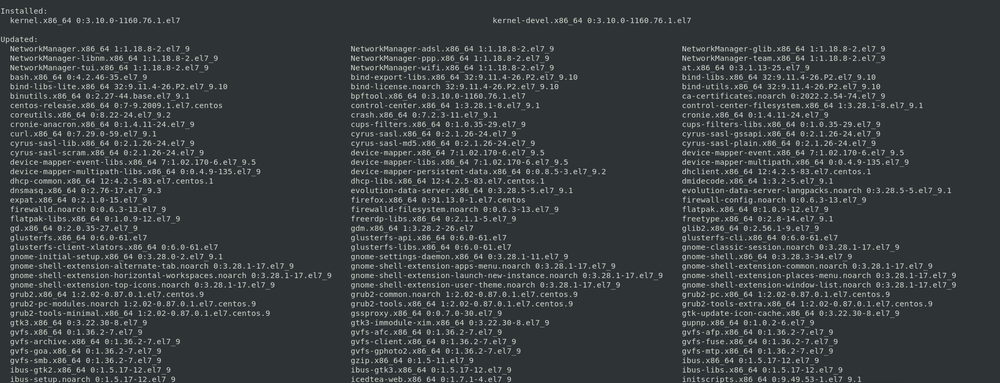 Installed:
kernel.x86_64 0:3.10.0-1160.76.1.el7 kernel-devel.x86_64 0:3.10.0-1160.76.1.el7
Updated:
NetworkManager.x86_64 1:1.18.8-2.el7_9 NetworkManager-adsl.x86_64 1:1.18.8-2.el7_9 NetworkManager-glib.x86_64 1:1.18.8-2.el7_9
NetworkManager-libnm.x86_64 1:1.18.8-2.el7_9 NetworkManager-ppp.x86_64 1:1.18.8-2.el7_9 NetworkManager-team.x86_64 1:1.18.8-2.el7_9
NetworkManager-tui.x86_64 1:1.18.8-2.el7_9 NetworkManager-wifi.x86_64 1:1.18.8-2.el7_9 at.x86_64 0:3.1.13-25.el7_9
bash.x86_64 0:4.2.46-35.el7_9 bind-export-libs.x86_64 32:9.11.4-26.P2.el7_9.10 bind-libs.x86_64 32:9.11.4-26.P2.el7_9.10
bind-libs-lite.x86_64 32:9.11.4-26.P2.el7_9.10 bind-license.noarch 32:9.11.4-26.P2.el7_9.10 bind-utils.x86_64 32:9.11.4-26.P2.el7_9.10
binutils.x86_64 0:2.27-44.base.el7_9.1 bpftool.x86_64 0:3.10.0-1160.76.1.el7 ca-certificates.noarch 0:2022.2.54-74.el7_9
centos-release.x86_64 0:7-9.2009.1.el7.centos control-center.x86_64 1:3.28.1-8.el7_9.1 control-center-filesystem.x86_64 1:3.28.1-8.el7_9.1
coreutils.x86_64 0:8.22-24.el7_9.2 crash.x86_64 0:7.2.3-11.el7_9.1 cronie.x86_64 0:1.4.11-24.el7_9
cronie-anacron.x86_64 0:1.4.11-24.el7_9 cups-filters.x86_64 0:1.0.35-29.el7_9 cups-filters-libs.x86_64 0:1.0.35-29.el7_9
curl.x86_64 0:7.29.0-59.el7_9.1 cyrus-sasl.x86_64 0:2.1.26-24.el7_9 cyrus-sasl-gssapi.x86_64 0:2.1.26-24.el7_9
cyrus-sasl-lib.x86_64 0:2.1.26-24.el7_9 cyrus-sasl-md5.x86_64 0:2.1.26-24.el7_9 cyrus-sasl-plain.x86_64 0:2.1.26-24.el7_9
cyrus-sasl-scram.x86_64 0:2.1.26-24.el7_9 device-mapper.x86_64 7:1.02.170-6.el7_9.5 device-mapper-event.x86_64 7:1.02.170-6.el7_9.5
device-mapper-event-libs.x86_64 7:1.02.170-6.el7_9.5 device-mapper-libs.x86_64 7:1.02.170-6.el7_9.5 device-mapper-multipath.x86_64 0:0.4.9-135.el7_9
device-mapper-multipath-libs.x86_64 0:0.4.9-135.el7_9 device-mapper-persistent-data.x86_64 0:0.8.5-3.el7_9.2 dhclient.x86_64 12:4.2.5-83.el7.centos.1
dhcp-common.x86_64 12:4.2.5-83.el7.centos.1 dhcp-libs.x86_64 12:4.2.5-83.el7.centos.1 dmidecode.x86_64 1:3.2-5.el7_9.1
dnsmasq.x86_64 0:2.76-17.el7_9.3 evolution-data-server.x86_64 0:3.28.5-5.el7_9.1 evolution-data-server-langpacks.noarch 0:3.28.5-5.el7_9.1
expat.x86_64 0:2.1.0-15.el7_9 firefox.x86_64 0:91.13.0-1.el7.centos firewall-config.noarch 0:0.6.3-13.el7_9
firewalld.noarch 0:0.6.3-13.el7_9 firewalld-filesystem.noarch 0:0.6.3-13.el7_9 flatpak.x86_64 0:1.0.9-12.el7_9
flatpak-libs.x86_64 0:1.0.9-12.el7_9 freerdp-libs.x86_64 0:2.1.1-5.el7_9 freetype.x86_64 0:2.8-14.el7_9.1
gd.x86_64 0:2.0.35-27.el7_9 gdm.x86_64 1:3.28.2-26.el7 glib2.x86_64 0:2.56.1-9.el7_9
glusterfs.x86_64 0:6.0-61.el7 glusterfs-api.x86_64 0:6.0-61.el7 glusterfs-cli.x86_64 0:6.0-61.el7
glusterfs-client-xlators.x86_64 0:6.0-61.el7 glusterfs-libs.x86_64 0:6.0-61.el7 gnome-classic-session.noarch 0:3.28.1-17.el7_9
gnome-initial-setup.x86_64 0:3.28.0-2.el7_9.1 gnome-settings-daemon.x86_64 0:3.28.1-11.el7_9 gnome-shell.x86_64 0:3.28.3-34.el7_9
gnome-shell-extension-alternate-tab.noarch 0:3.28.1-17.el7_9 gnome-shell-extension-apps-menu.noarch 0:3.28.1-17.el7_9 gnome-shell-extension-common.noarch 0:3.28.1-17.el7_9
gnome-shell-extension-horizontal-workspaces.noarch 0:3.28.1-17.el7_9 gnome-shell-extension-launch-new-instance.noarch 0:3.28.1-17.el7_9 gnome-shell-extension-places-menu.noarch 0:3.28.1-17.el7_9
gnome-shell-extension-top-icons.noarch 0:3.28.1-17.el7_9 gnome-shell-extension-user-theme.noarch 0:3.28.1-17.el7_9 gnome-shell-extension-window-list.noarch 0:3.28.1-17.el7_9
grub2.x86_64 1:2.02-0.87.0.1.el7.centos.9 grub2-common.noarch 1:2.02-0.87.0.1.el7.centos.9 grub2-pc.x86_64 1:2.02-0.87.0.1.el7.centos.9
grub2-pc-modules.noarch 1:2.02-0.87.0.1.el7.centos.9 grub2-tools.x86_64 1:2.02-0.87.0.1.el7.centos.9 grub2-tools-extra.x86_64 1:2.02-0.87.0.1.el7.centos.9
grub2-tools-minimal.x86_64 1:2.02-0.87.0.1.el7.centos.9 gssproxy.x86_64 0:0.7.0-30.el7_9 gtk-update-icon-cache.x86_64 0:3.22.30-8.el7_9
gtk3.x86_64 0:3.22.30-8.el7_9 gtk3-immodule-xim.x86_64 0:3.22.30-8.el7_9 gupnp.x86_64 0:1.0.2-6.el7_9
gvfs.x86_64 0:1.36.2-7.el7_9 gvfs-afc.x86_64 0:1.36.2-7.el7_9 gvfs-afp.x86_64 0:1.36.2-7.el7_9
gvfs-archive.x86_64 0:1.36.2-7.el7_9 gvfs-client.x86_64 0:1.36.2-7.el7_9 gvfs-fuse.x86_64 0:1.36.2-7.el7_9
gvfs-goa.x86_64 0:1.36.2-7.el7_9 gvfs-gphoto2.x86_64 0:1.36.2-7.el7_9 gvfs-mtp.x86_64 0:1.36.2-7.el7_9
gvfs-smb.x86_64 0:1.36.2-7.el7_9 gzip.x86_64 0:1.5-11.el7_9 ibus.x86_64 0:1.5.17-12.el7_9
ibus-gtk2.x86_64 0:1.5.17-12.el7_9 ibus-gtk3.x86_64 0:1.5.17-12.el7_9 ibus-libs.x86_64 0:1.5.17-12.el7_9
ibus-setup.noarch 0:1.5.17-12.el7_9 icedtea-web.x86_64 0:1.7.1-4.el7_9 initscripts.x86_64 0:9.49.53-1.el7_9.1